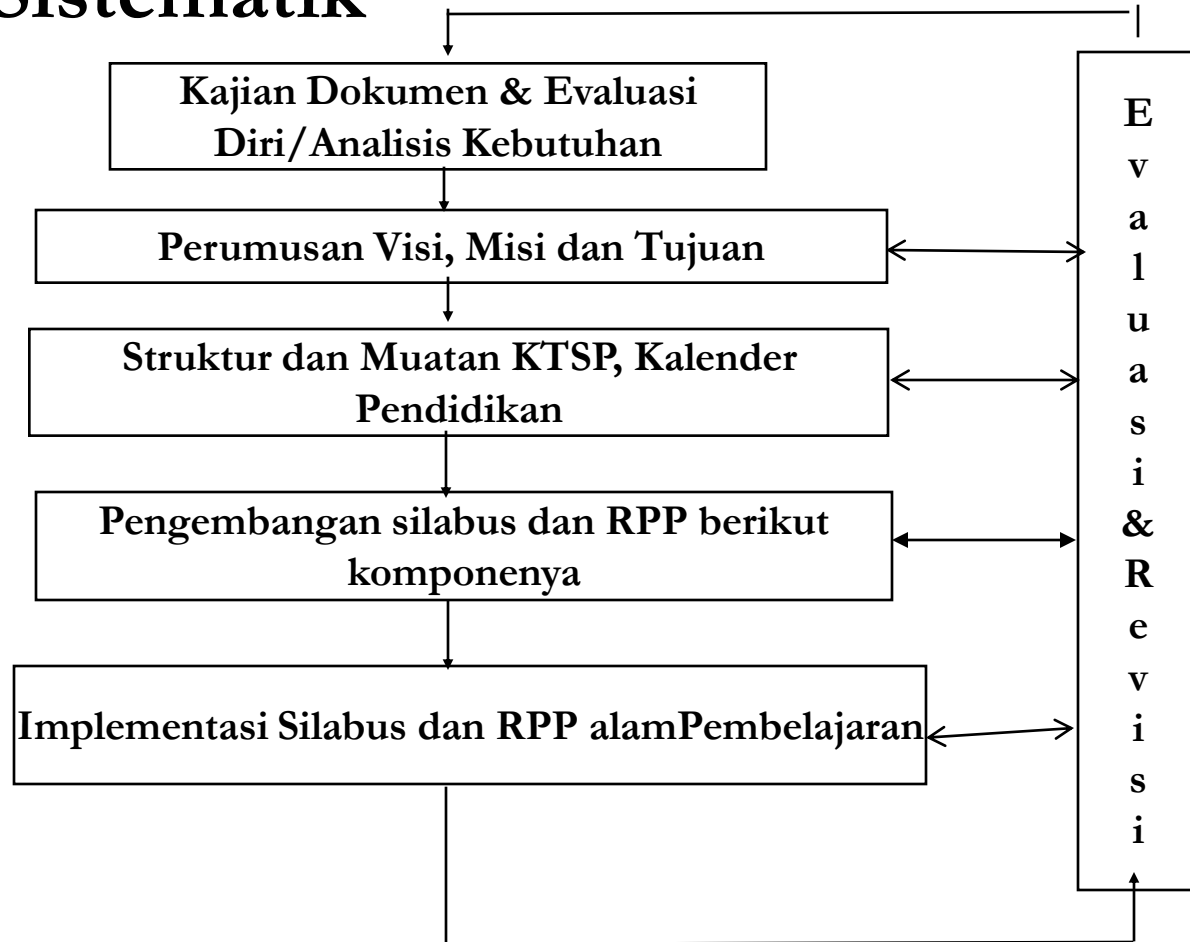 Sistematik
Kajian Dokumen & Evaluasi
Diri/Analisis Kebutuhan
Perumusan Visi, Misi dan Tujuan
Struktur dan Muatan KTSP, Kalender
Pendidikan
Pengembangan silabus dan RPP berikut
komponenya
Implementasi Silabus dan RPP alamPembelajaran
E
v
a
l
u
a
s
i
&
R
e
v
i
s
i